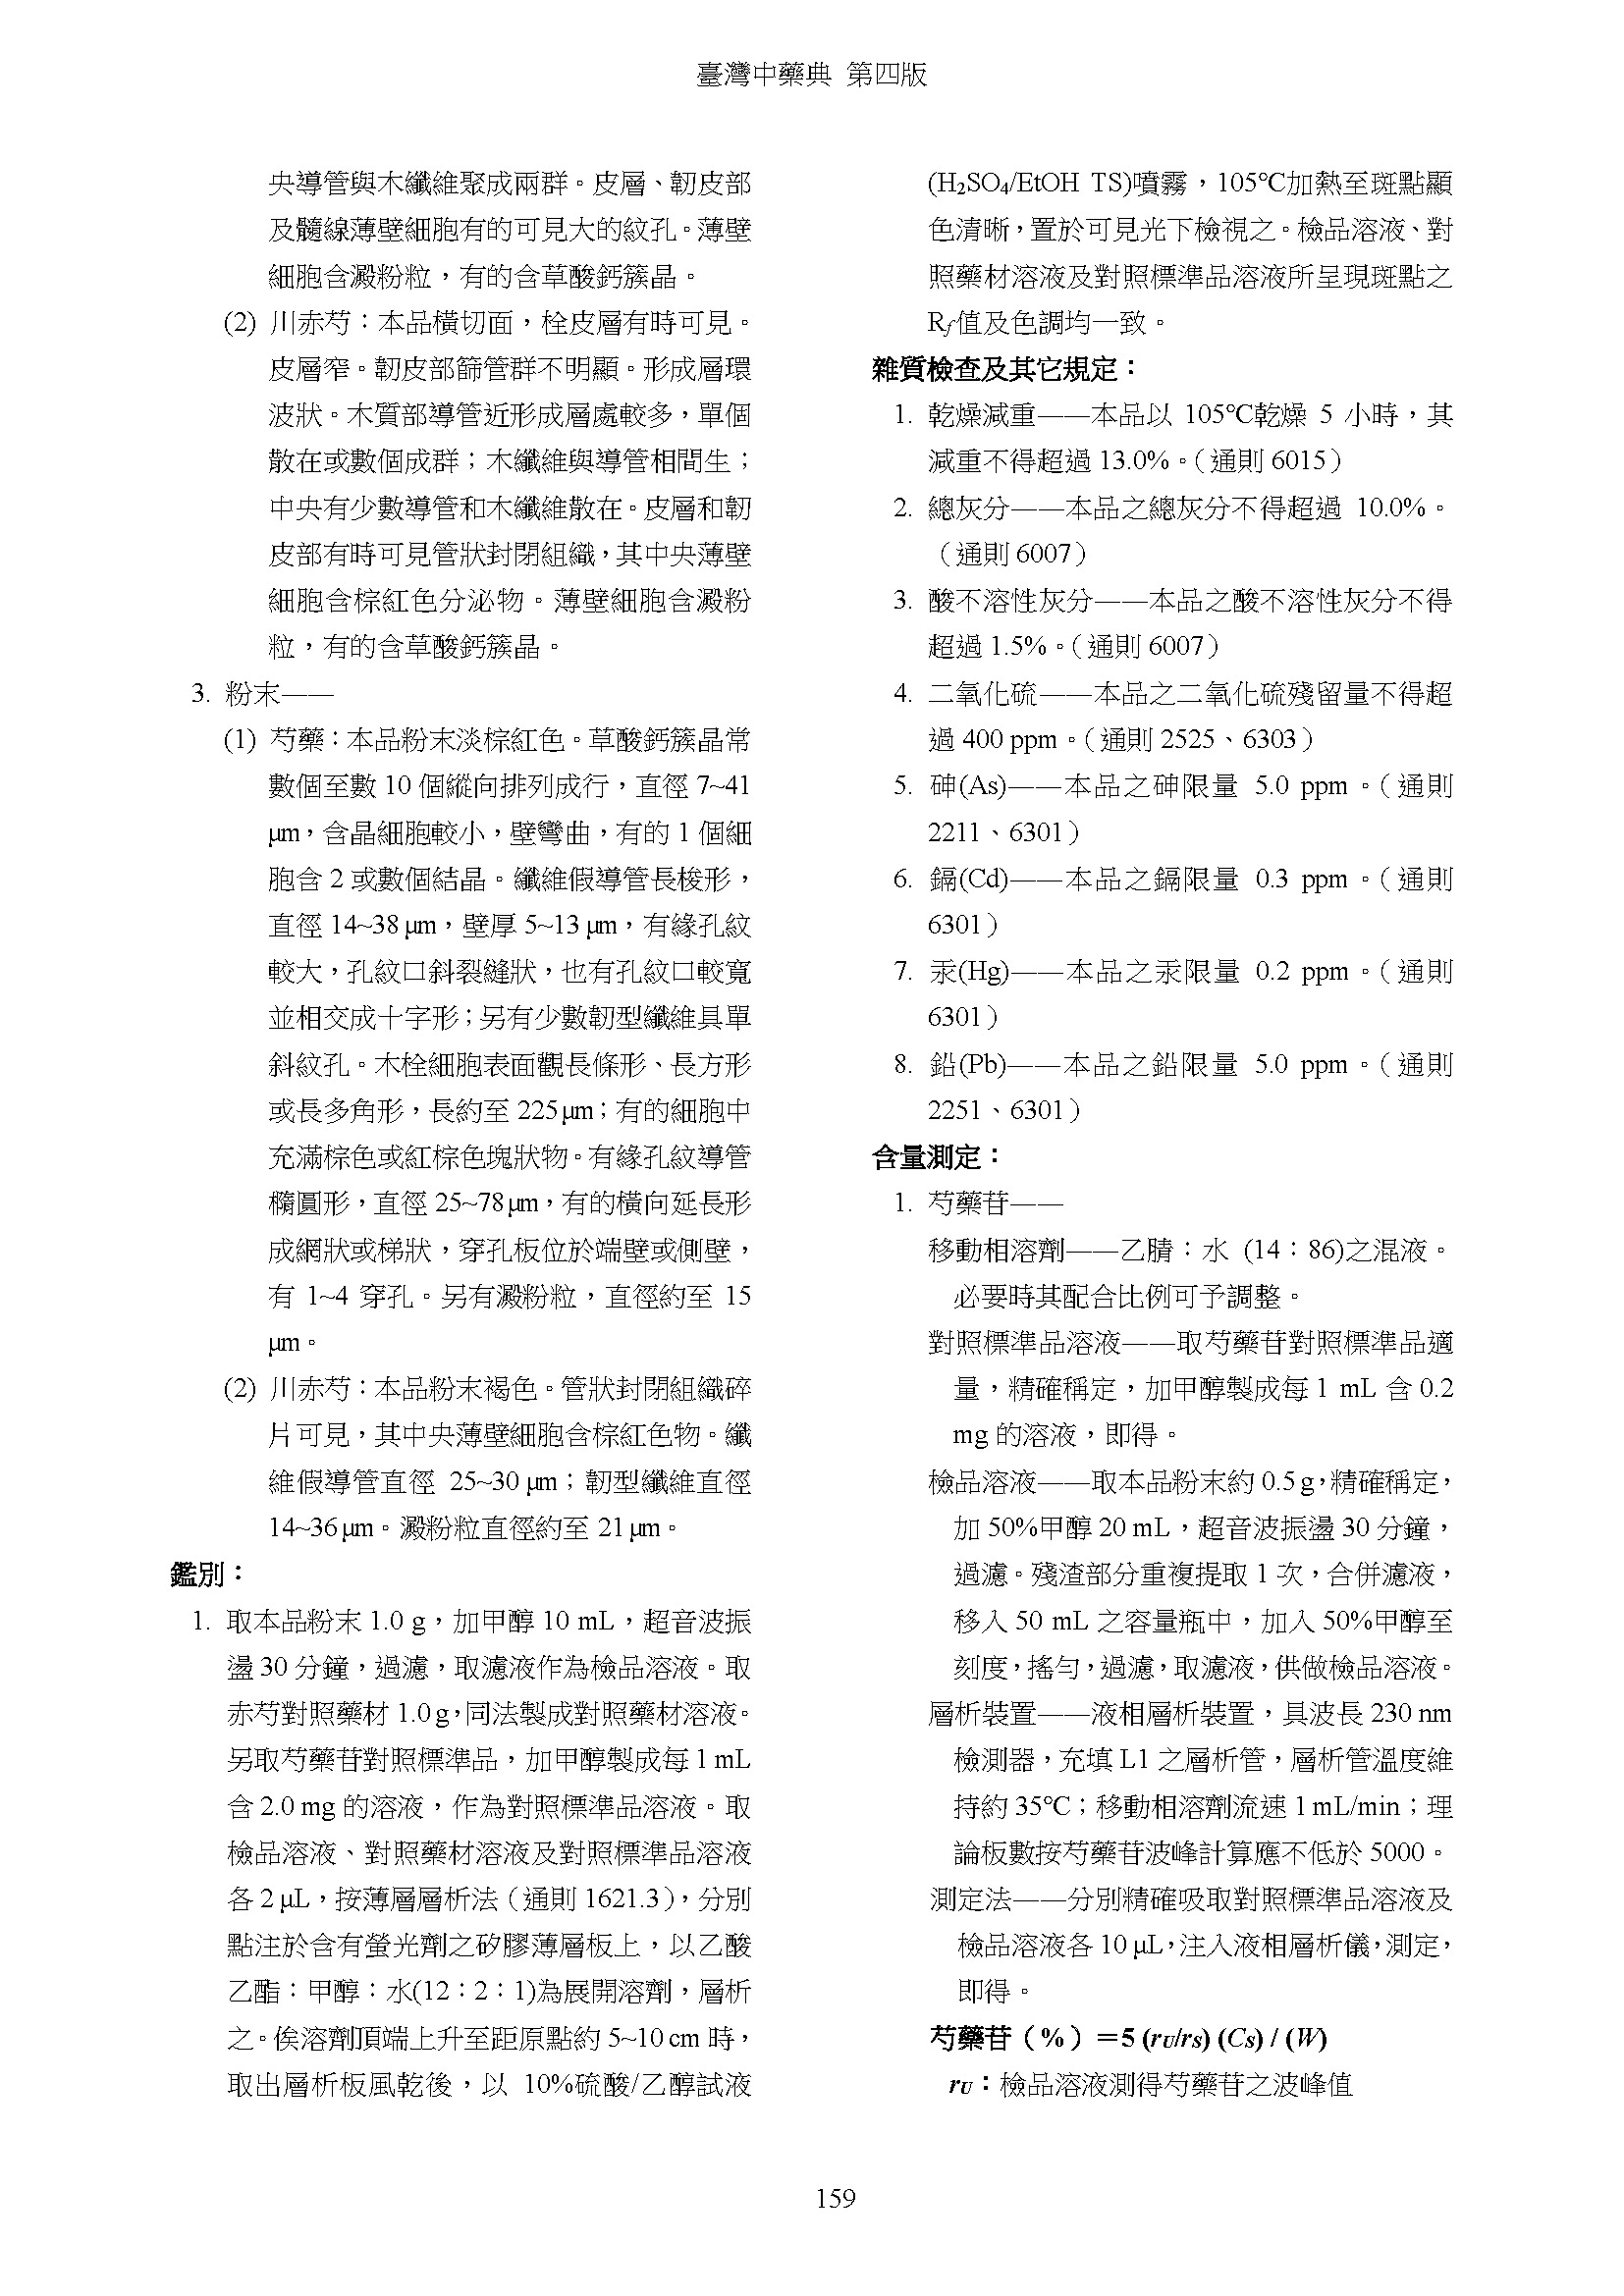 臺灣中藥典 第四版
央導管與木纖維聚成兩群。皮層、韌皮部
及髓線薄壁細胞有的可見大的紋孔。薄壁
細胞含澱粉粒，有的含草酸鈣簇晶。
(2) 川赤芍：本品橫切面，栓皮層有時可見。
皮層窄。韌皮部篩管群不明顯。形成層環
波狀。木質部導管近形成層處較多，單個
散在或數個成群；木纖維與導管相間生；
中央有少數導管和木纖維散在。皮層和韌
皮部有時可見管狀封閉組織，其中央薄壁
細胞含棕紅色分泌物。薄壁細胞含澱粉
粒，有的含草酸鈣簇晶。
3. 粉末——
(1) 芍藥：本品粉末淡棕紅色。草酸鈣簇晶常
數個至數 10 個縱向排列成行，直徑 7~41
μm，含晶細胞較小，壁彎曲，有的 1 個細
胞含 2 或數個結晶。纖維假導管長梭形，
直徑 14~38 μm，壁厚 5~13 μm，有緣孔紋
較大，孔紋口斜裂縫狀，也有孔紋口較寬
並相交成十字形；另有少數韌型纖維具單
斜紋孔。木栓細胞表面觀長條形、長方形
或長多角形，長約至 225 μm；有的細胞中
充滿棕色或紅棕色塊狀物。有緣孔紋導管
橢圓形，直徑 25~78 μm，有的橫向延長形
成網狀或梯狀，穿孔板位於端壁或側壁，
有 1~4 穿孔。另有澱粉粒，直徑約至 15
μm。
(2) 川赤芍：本品粉末褐色。管狀封閉組織碎
片可見，其中央薄壁細胞含棕紅色物。纖
維假導管直徑 25~30 μm；韌型纖維直徑
14~36 μm。澱粉粒直徑約至 21 μm。
鑑別：
1. 取本品粉末 1.0 g，加甲醇 10 mL，超音波振
盪 30 分鐘，過濾，取濾液作為檢品溶液。取
赤芍對照藥材 1.0 g，同法製成對照藥材溶液。
另取芍藥苷對照標準品，加甲醇製成每 1 mL
含 2.0 mg 的溶液，作為對照標準品溶液。取
檢品溶液、對照藥材溶液及對照標準品溶液
各 2 μL，按薄層層析法（通則 1621.3），分別
點注於含有螢光劑之矽膠薄層板上，以乙酸
乙酯：甲醇：水(12：2：1)為展開溶劑，層析
之。俟溶劑頂端上升至距原點約 5~10 cm 時，
取出層析板風乾後，以 10%硫酸/乙醇試液
(H₂SO₄/EtOH TS)噴霧，105℃加熱至斑點顯
色清晰，置於可見光下檢視之。檢品溶液、對
照藥材溶液及對照標準品溶液所呈現斑點之
Rf值及色調均一致。
雜質檢查及其它規定：
1. 乾燥減重——本品以 105℃乾燥 5 小時，其
減重不得超過 13.0%。（通則 6015）
2. 總灰分——本品之總灰分不得超過 10.0%。
（通則 6007）
3. 酸不溶性灰分——本品之酸不溶性灰分不得
超過 1.5%。（通則 6007）
4. 二氧化硫——本品之二氧化硫殘留量不得超
過 400 ppm。（通則 2525、6303）
5. 砷(As)——本品之砷限量 5.0 ppm。（通則
2211、6301）
6. 鎘(Cd)——本品之鎘限量 0.3 ppm。（通則
6301）
7. 汞(Hg)——本品之汞限量 0.2 ppm。（通則
6301）
8. 鉛(Pb)——本品之鉛限量 5.0 ppm。（通則
2251、6301）
含量測定：
1. 芍藥苷——
移動相溶劑——乙腈：水 (14：86)之混液。
必要時其配合比例可予調整。
對照標準品溶液——取芍藥苷對照標準品適
量，精確稱定，加甲醇製成每 1 mL 含 0.2
mg 的溶液，即得。
檢品溶液——取本品粉末約 0.5 g，精確稱定，
加 50%甲醇 20 mL，超音波振盪 30 分鐘，
過濾。殘渣部分重複提取 1 次，合併濾液，
移入 50 mL 之容量瓶中，加入 50%甲醇至
刻度，搖勻，過濾，取濾液，供做檢品溶液。
層析裝置——液相層析裝置，具波長 230 nm
檢測器，充填 L1 之層析管，層析管溫度維
持約 35℃；移動相溶劑流速 1 mL/min；理
論板數按芍藥苷波峰計算應不低於 5000。
測定法——分別精確吸取對照標準品溶液及
檢品溶液各 10 μL，注入液相層析儀，測定，
即得。
芍藥苷（%）＝5 (rU/rS) (CS) / (W)
rU：檢品溶液測得芍藥苷之波峰值
159